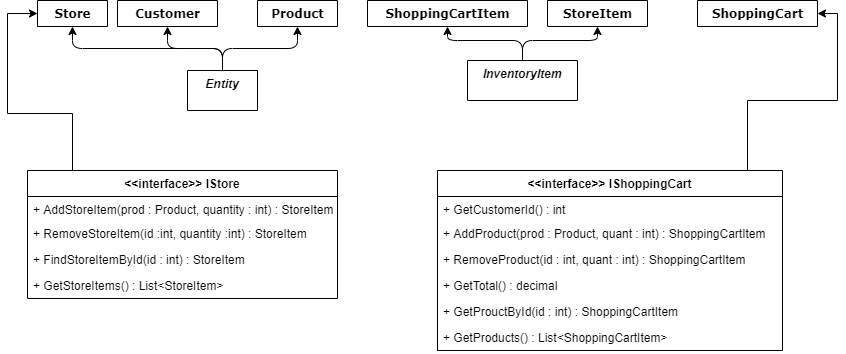 Store
Customer
Product
ShoppingCartItem
StoreItem
ShoppingCart
Entity
InventoryItem
<<interface>> IStore
+ AddStoreItem(prod : Product, quantity : int) : StoreItem
+ RemoveStoreItem(id :int, quantity :int) : StoreItem
+ FindStoreItemById(id : int) : StoreItem
+ GetStoreItems() : List<StoreItem>
<<interface>> IShoppingCart
+ GetCustomerId() : int
+ AddProduct(prod : Product, quant : int) : ShoppingCartItem
+ RemoveProduct(id : int, quant : int) : ShoppingCartItem
+ GetTotal() : decimal
+ GetProuctById(id : int) : ShoppingCartItem
+ GetProducts() : List<ShoppingCartItem>